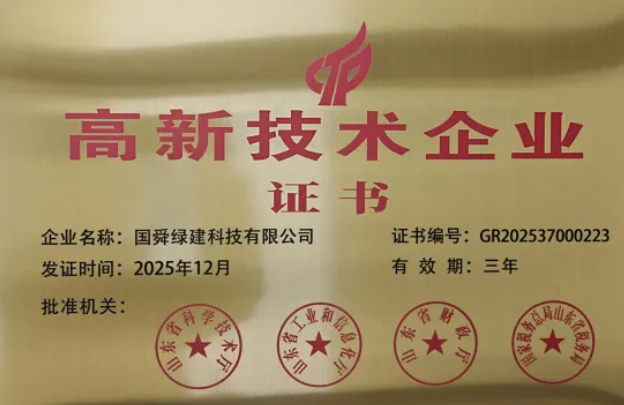 高新技术企业
证书
企业名称：国舜绿建科技有限公司
证书编号：GR202537000223
发证时间：2025年12月
有效期：三年
批准机关：
山东省科学技术厅
山东省工业和信息化厅
山东省财政厅
国家税务总局山东省税务局